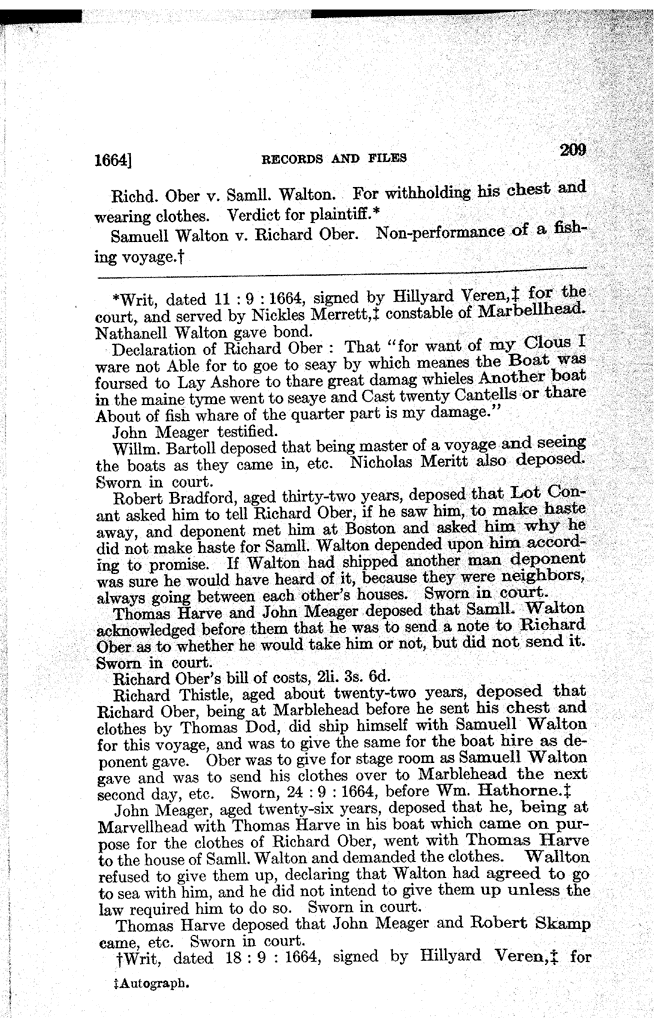 1664] RECORDS AND FILES 209
Richd. Ober v. Samll. Walton. For withholding his chest and
wearing clothes. Verdict for plaintiff.*
Samuell Walton v. Richard Ober. Non-performance of a fish-
ing voyage.†
*Writ, dated 11 : 9 : 1664, signed by Hillyard Veren,‡ for the
court, and served by Nickles Merrett,‡ constable of Marbellhead.
Nathanell Walton gave bond.
Declaration of Richard Ober : That "for want of my Clous I
ware not Able for to goe to seay by which meanes the Boat was
foursed to Lay Ashore to thare great damag whieles Another boat
in the maine tyme went to seaye and Cast twenty Cantells or thare
About of fish whare of the quarter part is my damage."
John Meager testified.
Willm. Bartoll deposed that being master of a voyage and seeing
the boats as they came in, etc. Nicholas Meritt also deposed.
Sworn in court.
Robert Bradford, aged thirty-two years, deposed that Lot Con-
ant asked him to tell Richard Ober, if he saw him, to make haste
away, and deponent met him at Boston and asked him why he
did not make haste for Samll. Walton depended upon him accord-
ing to promise. If Walton had shipped another man deponent
was sure he would have heard of it, because they were neighbors,
always going between each other's houses. Sworn in court.
Thomas Harve and John Meager deposed that Samll. Walton
acknowledged before them that he was to send a note to Richard
Ober as to whether he would take him or not, but did not send it.
Sworn in court.
Richard Ober's bill of costs, 2li. 3s. 6d.
Richard Thistle, aged about twenty-two years, deposed that
Richard Ober, being at Marblehead before he sent his chest and
clothes by Thomas Dod, did ship himself with Samuell Walton
for this voyage, and was to give the same for the boat hire as de-
ponent gave. Ober was to give for stage room as Samuell Walton
gave and was to send his clothes over to Marblehead the next
second day, etc. Sworn, 24 : 9 : 1664, before Wm. Hathorne.‡
John Meager, aged twenty-six years, deposed that he, being at
Marvellhead with Thomas Harve in his boat which came on pur-
pose for the clothes of Richard Ober, went with Thomas Harve
to the house of Samll. Walton and demanded the clothes. Wallton
refused to give them up, declaring that Walton had agreed to go
to sea with him, and he did not intend to give them up unless the
law required him to do so. Sworn in court.
Thomas Harve deposed that John Meager and Robert Skamp
came, etc. Sworn in court.
†Writ, dated 18 : 9 : 1664, signed by Hillyard Veren,‡ for
‡Autograph.